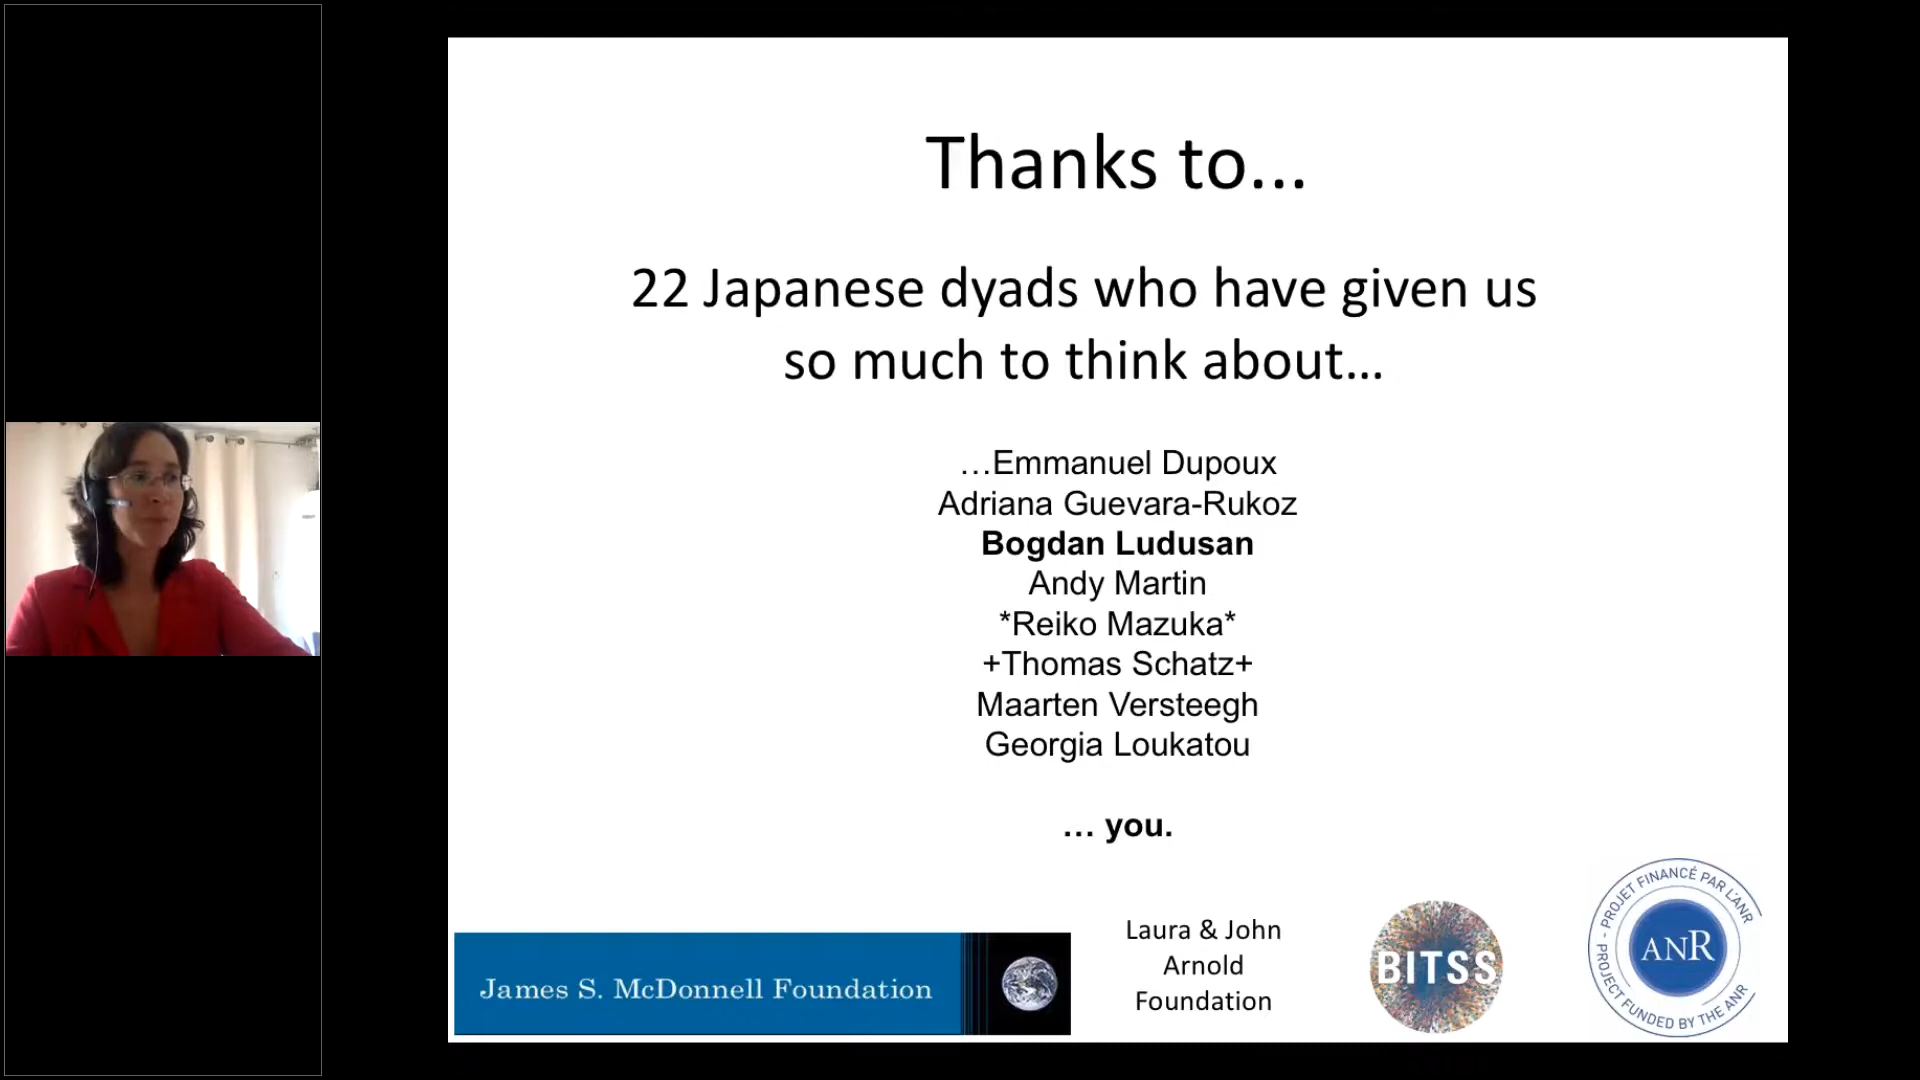 Thanks to...
22 Japanese dyads who have given us
so much to think about...
...Emmanuel Dupoux
Adriana Guevara-Rukoz
Bogdan Ludusan
Andy Martin
*Reiko Mazuka*
+Thomas Schatz+
Maarten Versteegh
Georgia Loukatou
... you.
James S. McDonnell Foundation
Laura & John
Arnold
Foundation
BITSS
- PROJET FINANCÉ PAR L'ANR
ANR
PROJECT FUNDED BY THE ANR